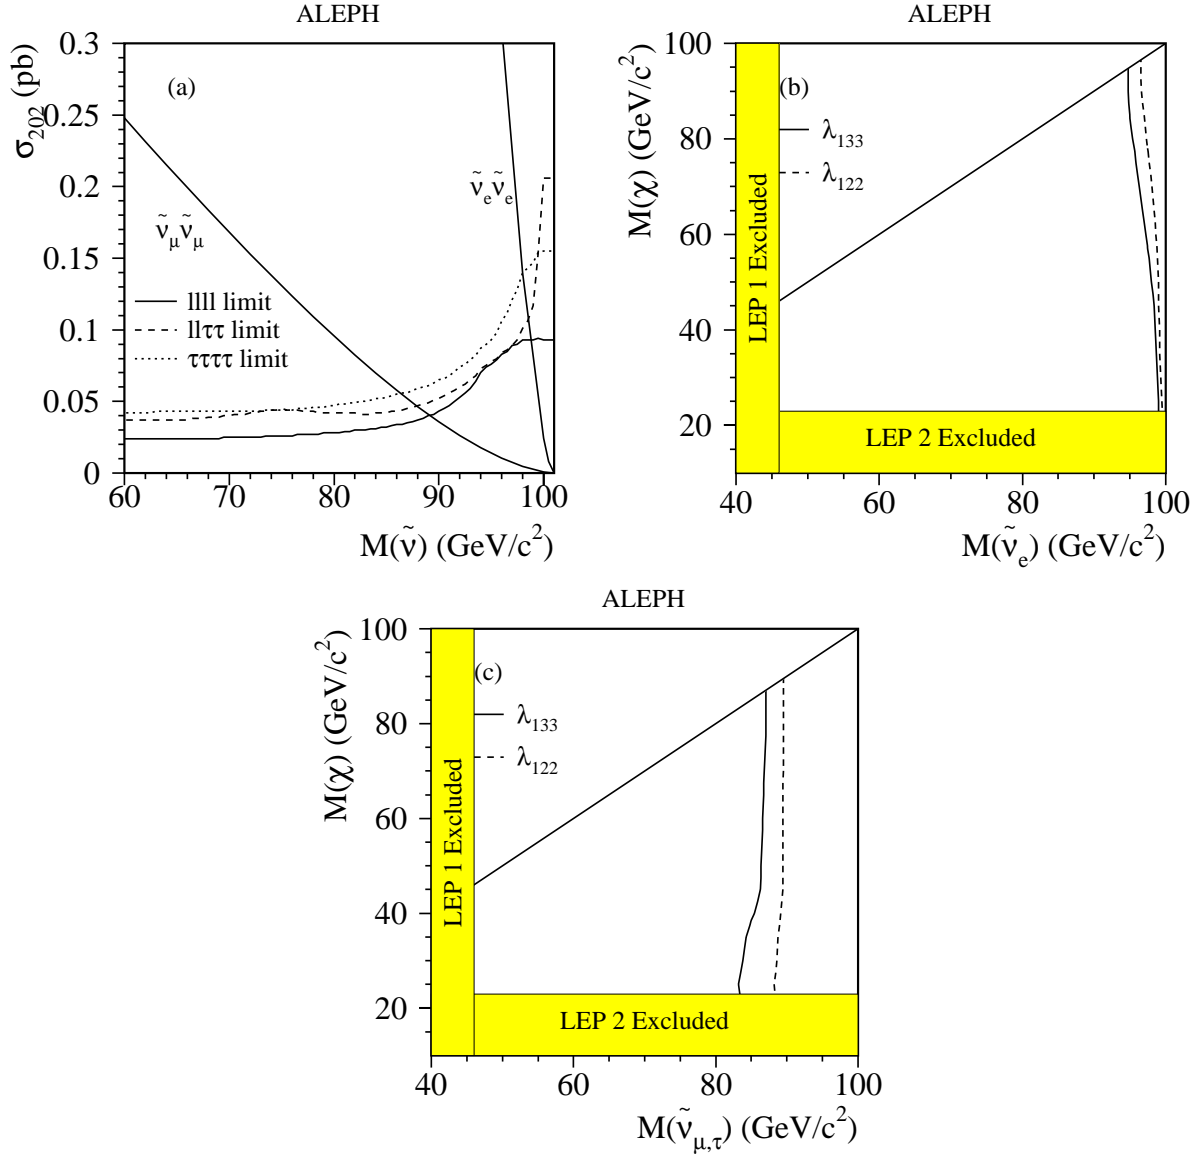 ALEPH
(a)
σ202 (pb)
0.3
0.25
0.2
0.15
0.1
0.05
0
ν̃μν̃μ
ν̃eν̃e
llll limit
llττ limit
ττττ limit
60 70 80 90 100
M(ν̃) (GeV/c2)
ALEPH
(b)
M(χ) (GeV/c2)
100
80
60
40
20
λ133
λ122
LEP 1 Excluded
LEP 2 Excluded
40 60 80 100
M(ν̃e) (GeV/c2)
ALEPH
(c)
M(χ) (GeV/c2)
100
80
60
40
20
λ133
λ122
LEP 1 Excluded
LEP 2 Excluded
40 60 80 100
M(ν̃μ,τ) (GeV/c2)